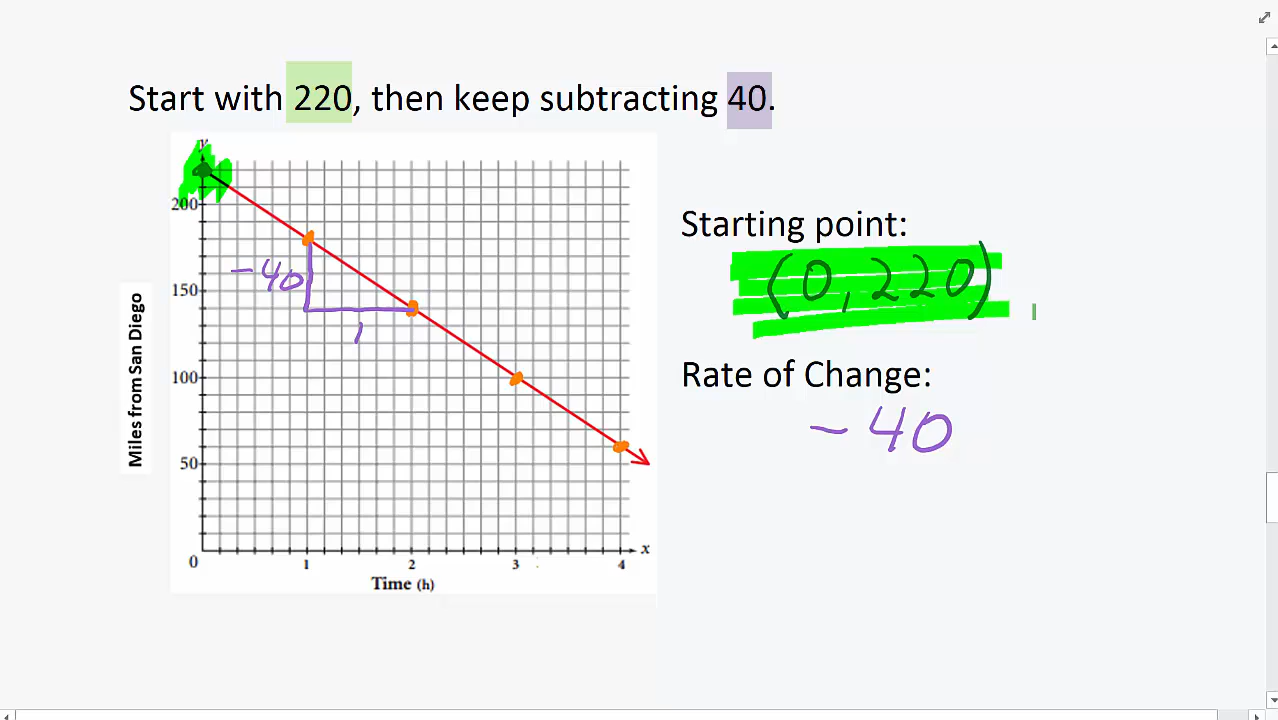 Start with 220, then keep subtracting 40.
y
200
150
100
50
0
1
2
3
4
x
Time (h)
Miles from San Diego
-40
1
Starting point:
(0, 220)
Rate of Change:
-40